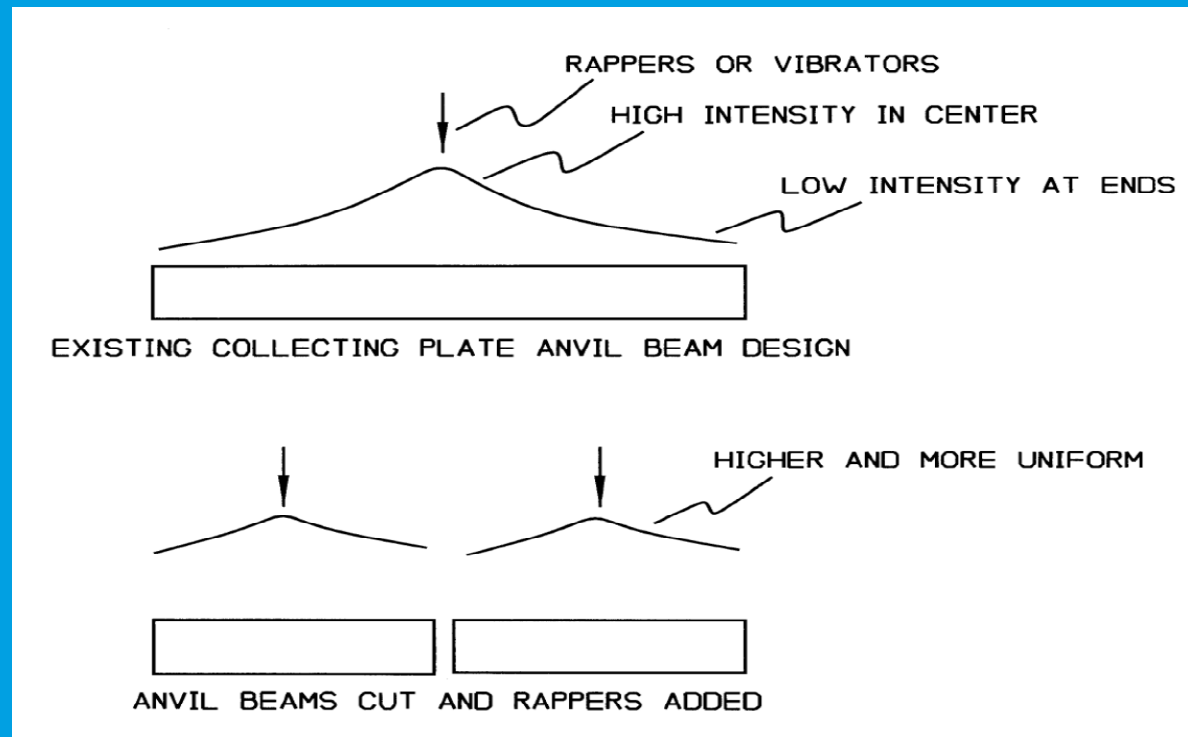 RAPPERS OR VIBRATORS
HIGH INTENSITY IN CENTER
LOW INTENSITY AT ENDS
EXISTING COLLECTING PLATE ANVIL BEAM DESIGN
HIGHER AND MORE UNIFORM
ANVIL BEAMS CUT AND RAPPERS ADDED